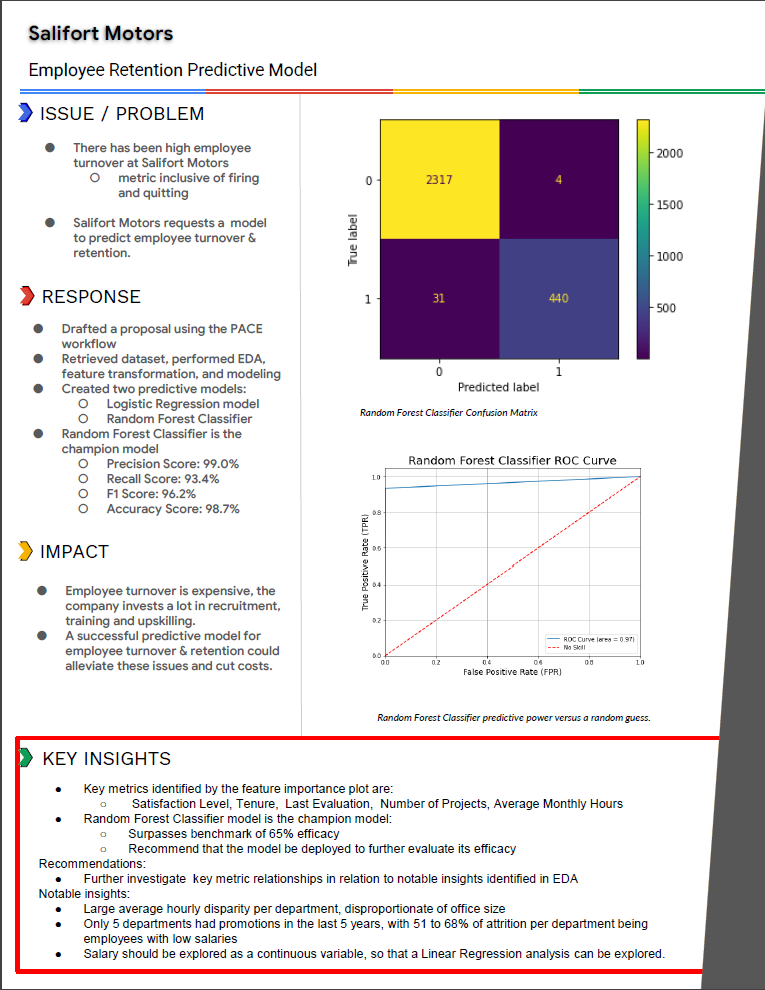 Salifort Motors
Employee Retention Predictive Model
ISSUE / PROBLEM
● There has been high employee
turnover at Salifort Motors
○ metric inclusive of firing
and quitting
● Salifort Motors requests a model
to predict employee turnover &
retention.
RESPONSE
● Drafted a proposal using the PACE
workflow
● Retrieved dataset, performed EDA,
feature transformation, and modeling
● Created two predictive models:
○ Logistic Regression model
○ Random Forest Classifier
● Random Forest Classifier is the
champion model
○ Precision Score: 99.0%
○ Recall Score: 93.4%
○ F1 Score: 96.2%
○ Accuracy Score: 98.7%
IMPACT
● Employee turnover is expensive, the
company invests a lot in recruitment,
training and upskilling.
● A successful predictive model for
employee turnover & retention could
alleviate these issues and cut costs.
True label
0
1
2317
4
31
440
0
1
Predicted label
2000
1500
1000
500
Random Forest Classifier Confusion Matrix
Random Forest Classifier ROC Curve
True Positive Rate (TPR)
1.0
0.8
0.6
0.4
0.2
0.0
ROC Curve (area = 0.97)
No Skill
0.0
0.2
0.4
0.6
0.8
1.0
False Positive Rate (FPR)
Random Forest Classifier predictive power versus a random guess.
KEY INSIGHTS
● Key metrics identified by the feature importance plot are:
○ Satisfaction Level, Tenure, Last Evaluation, Number of Projects, Average Monthly Hours
● Random Forest Classifier model is the champion model:
○ Surpasses benchmark of 65% efficacy
○ Recommend that the model be deployed to further evaluate its efficacy
Recommendations:
● Further investigate key metric relationships in relation to notable insights identified in EDA
Notable insights:
● Large average hourly disparity per department, disproportionate of office size
● Only 5 departments had promotions in the last 5 years, with 51 to 68% of attrition per department being
employees with low salaries
● Salary should be explored as a continuous variable, so that a Linear Regression analysis can be explored.